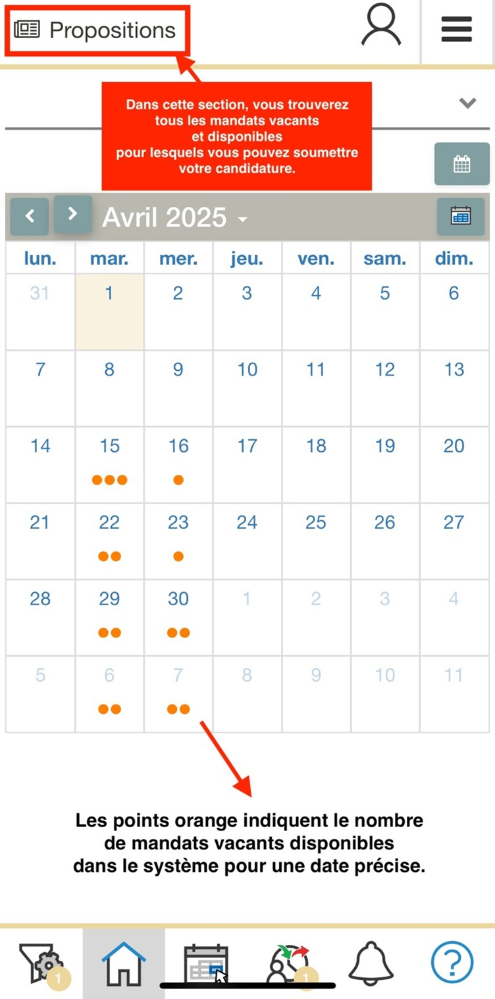 Propositions
Dans cette section, vous trouverez
tous les mandats vacants
et disponibles
pour lesquels vous pouvez soumettre
votre candidature.
Avril 2025
lun. mar. mer. jeu. ven. sam. dim.
31 1 2 3 4 5 6
7 8 9 10 11 12 13
14 15 16 17 18 19 20
21 22 23 24 25 26 27
28 29 30 1 2 3 4
5 6 7 8 9 10 11
Les points orange indiquent le nombre
de mandats vacants disponibles
dans le système pour une date précise.
1 1 ?